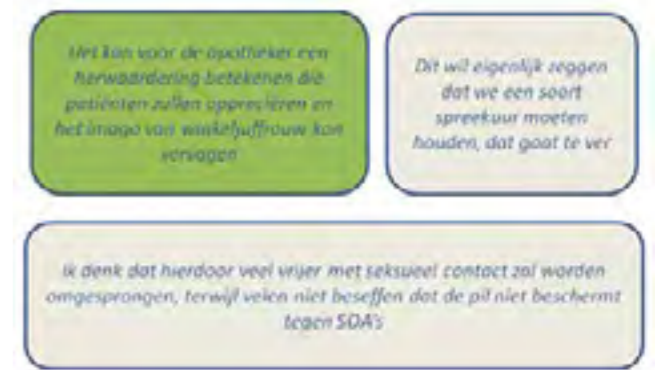 Het kan voor de apotheker een
herwaardering betekenen die
patiënten zullen appreciëren en
het imago van winkeljuffrouw kan
vervagen
Dit wil eigenlijk zeggen
dat we een soort
spreekuur moeten
houden, dat gaat te ver
Ik denk dat hierdoor veel vrijer met seksueel contact zal worden
omgesprongen, terwijl velen niet beseffen dat de pil niet beschermt
tegen SOA's